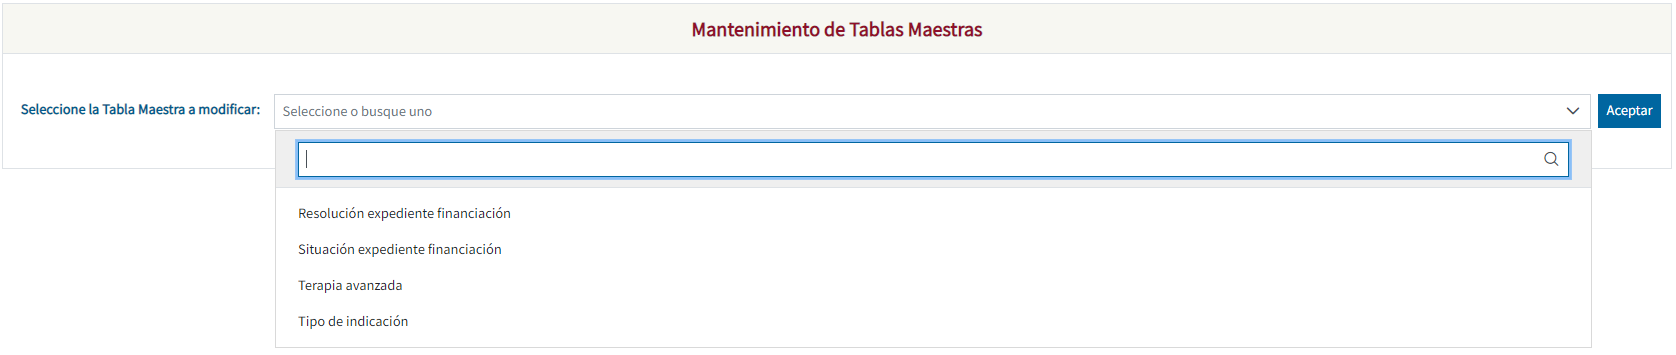 Mantenimiento de Tablas Maestras
Seleccione la Tabla Maestra a modificar:
Seleccione o busque uno
Aceptar
Resolución expediente financiación
Situación expediente financiación
Terapia avanzada
Tipo de indicación